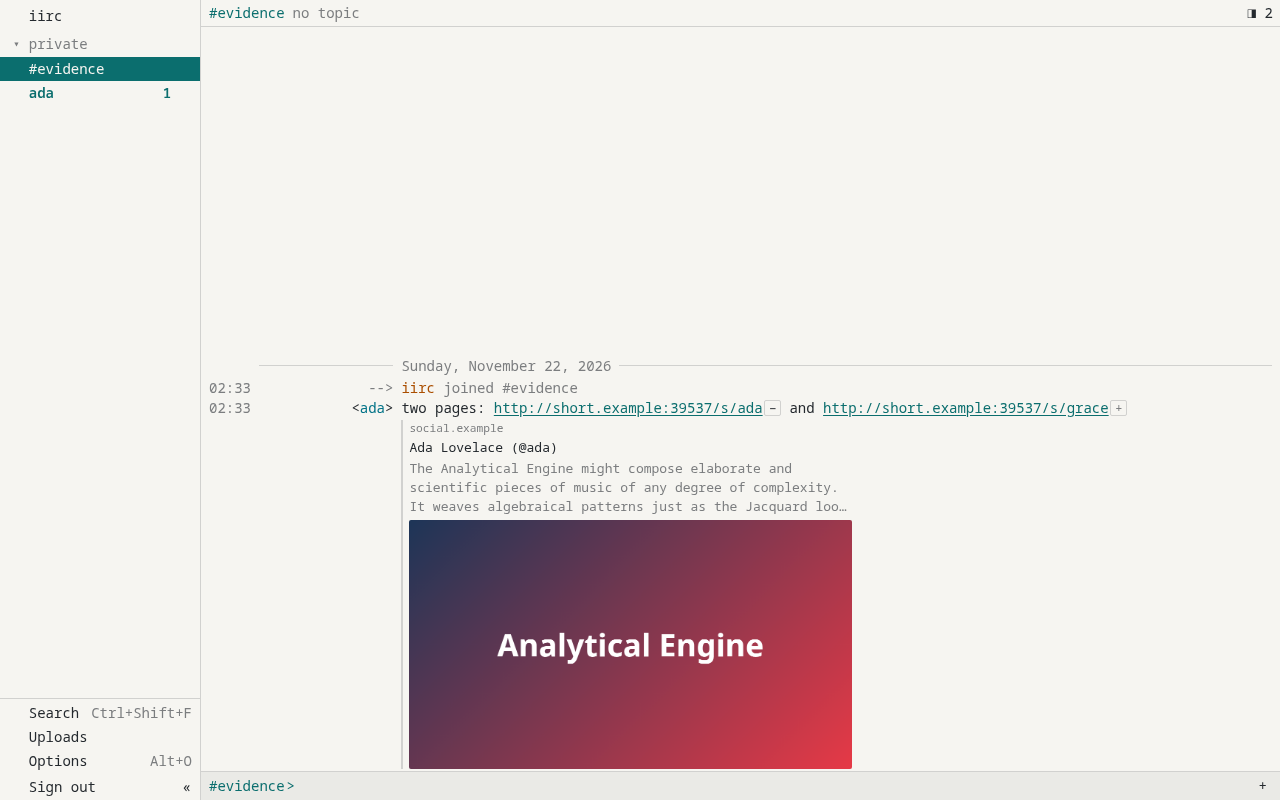 iirc
▾ private
#evidence
ada 1
Search Ctrl+Shift+F
Uploads
Options Alt+O
Sign out «
#evidence no topic
◨ 2
Sunday, November 22, 2026
02:33 --> iirc joined #evidence
02:33 <ada> two pages: http://short.example:39537/s/ada − and http://short.example:39537/s/grace +
social.example
Ada Lovelace (@ada)
The Analytical Engine might compose elaborate and
scientific pieces of music of any degree of complexity.
It weaves algebraical patterns just as the Jacquard loo…
Analytical Engine
#evidence> +